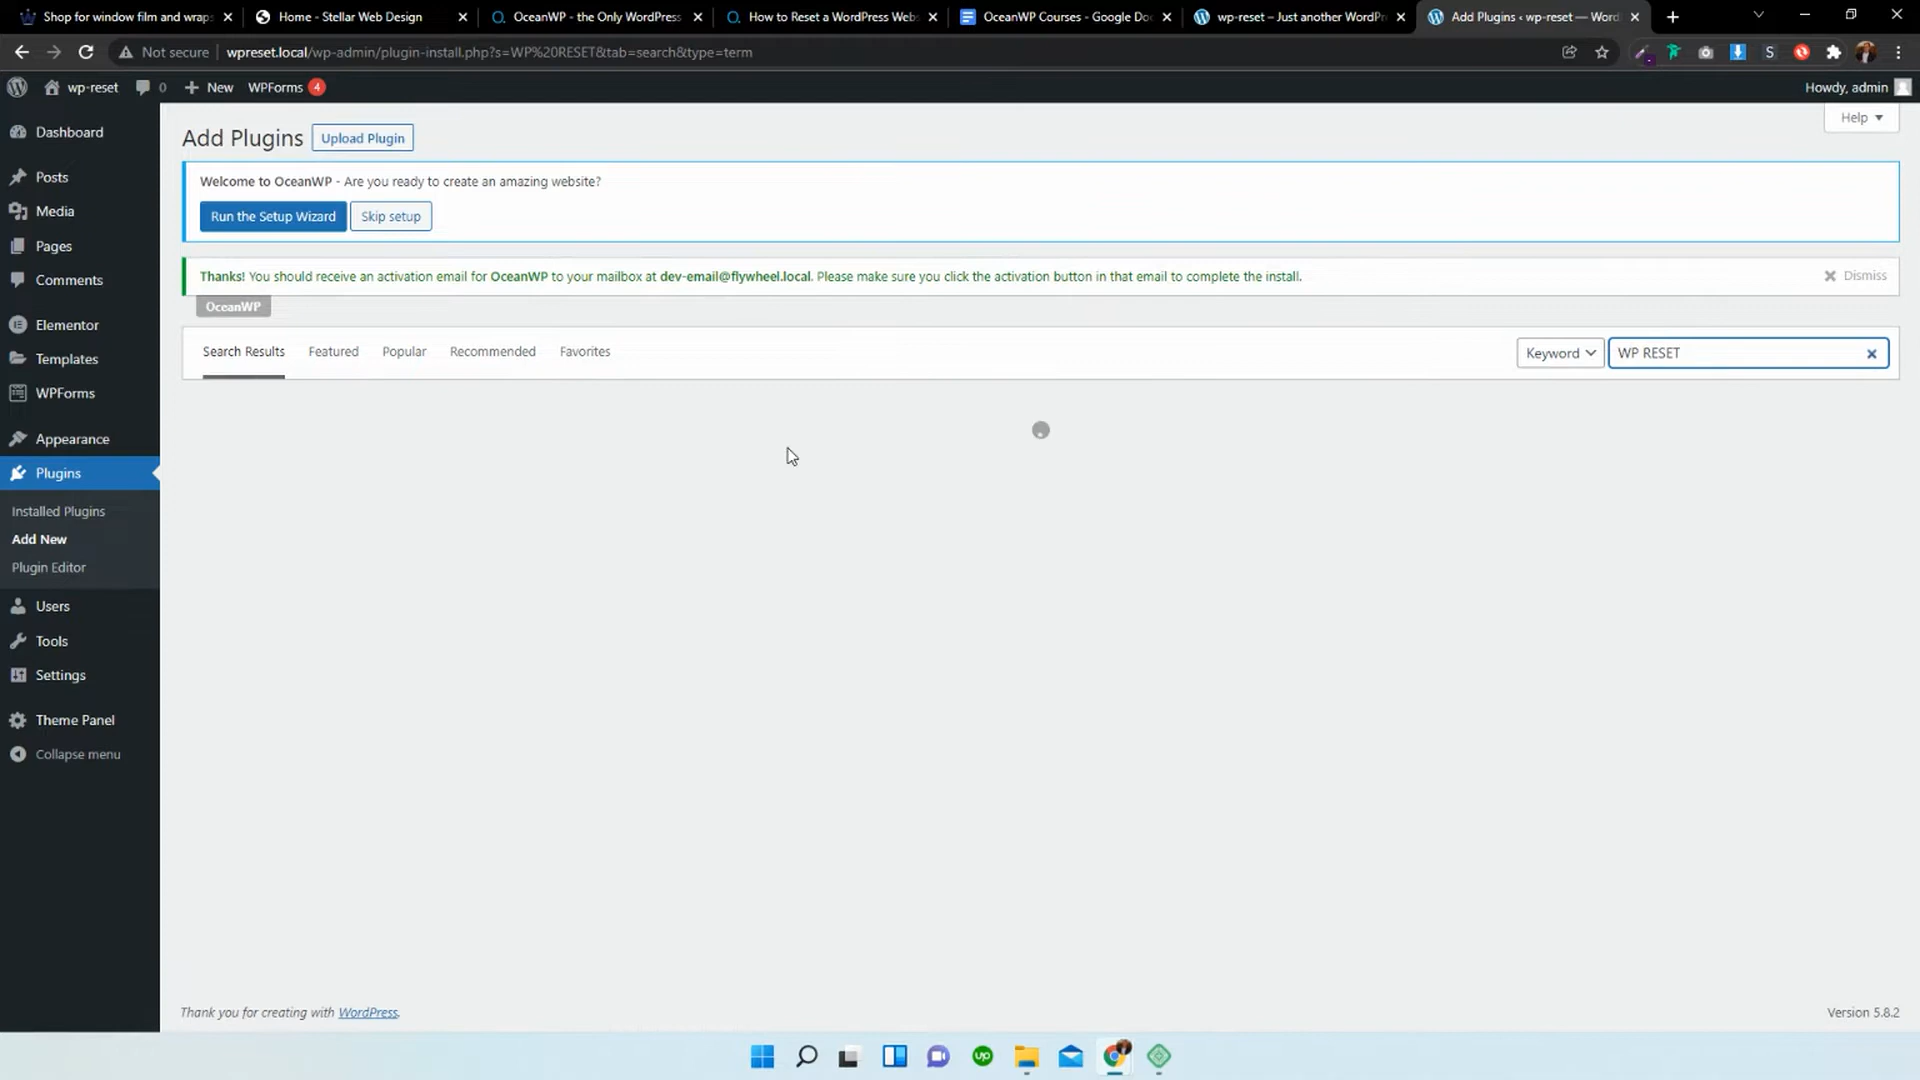 Shop for window film and wraps
Home - Stellar Web Design
OceanWP - the Only WordPress
How to Reset a WordPress Webs
OceanWP Courses - Google Do
wp-reset – Just another WordPr
Add Plugins ‹ wp-reset — Word
Not secure
wpreset.local/wp-admin/plugin-install.php?s=WP%20RESET&tab=search&type=term
wp-reset
0
New
WPForms 4
Howdy, admin
Dashboard
Posts
Media
Pages
Comments
Elementor
Templates
WPForms
Appearance
Plugins
Installed Plugins
Add New
Plugin Editor
Users
Tools
Settings
Theme Panel
Collapse menu
Help
Add Plugins
Upload Plugin
Welcome to OceanWP - Are you ready to create an amazing website?
Run the Setup Wizard
Skip setup
Thanks! You should receive an activation email for OceanWP to your mailbox at dev-email@flywheel.local. Please make sure you click the activation button in that email to complete the install.
Dismiss
OceanWP
Search Results
Featured
Popular
Recommended
Favorites
Keyword
WP RESET
Thank you for creating with WordPress.
Version 5.8.2